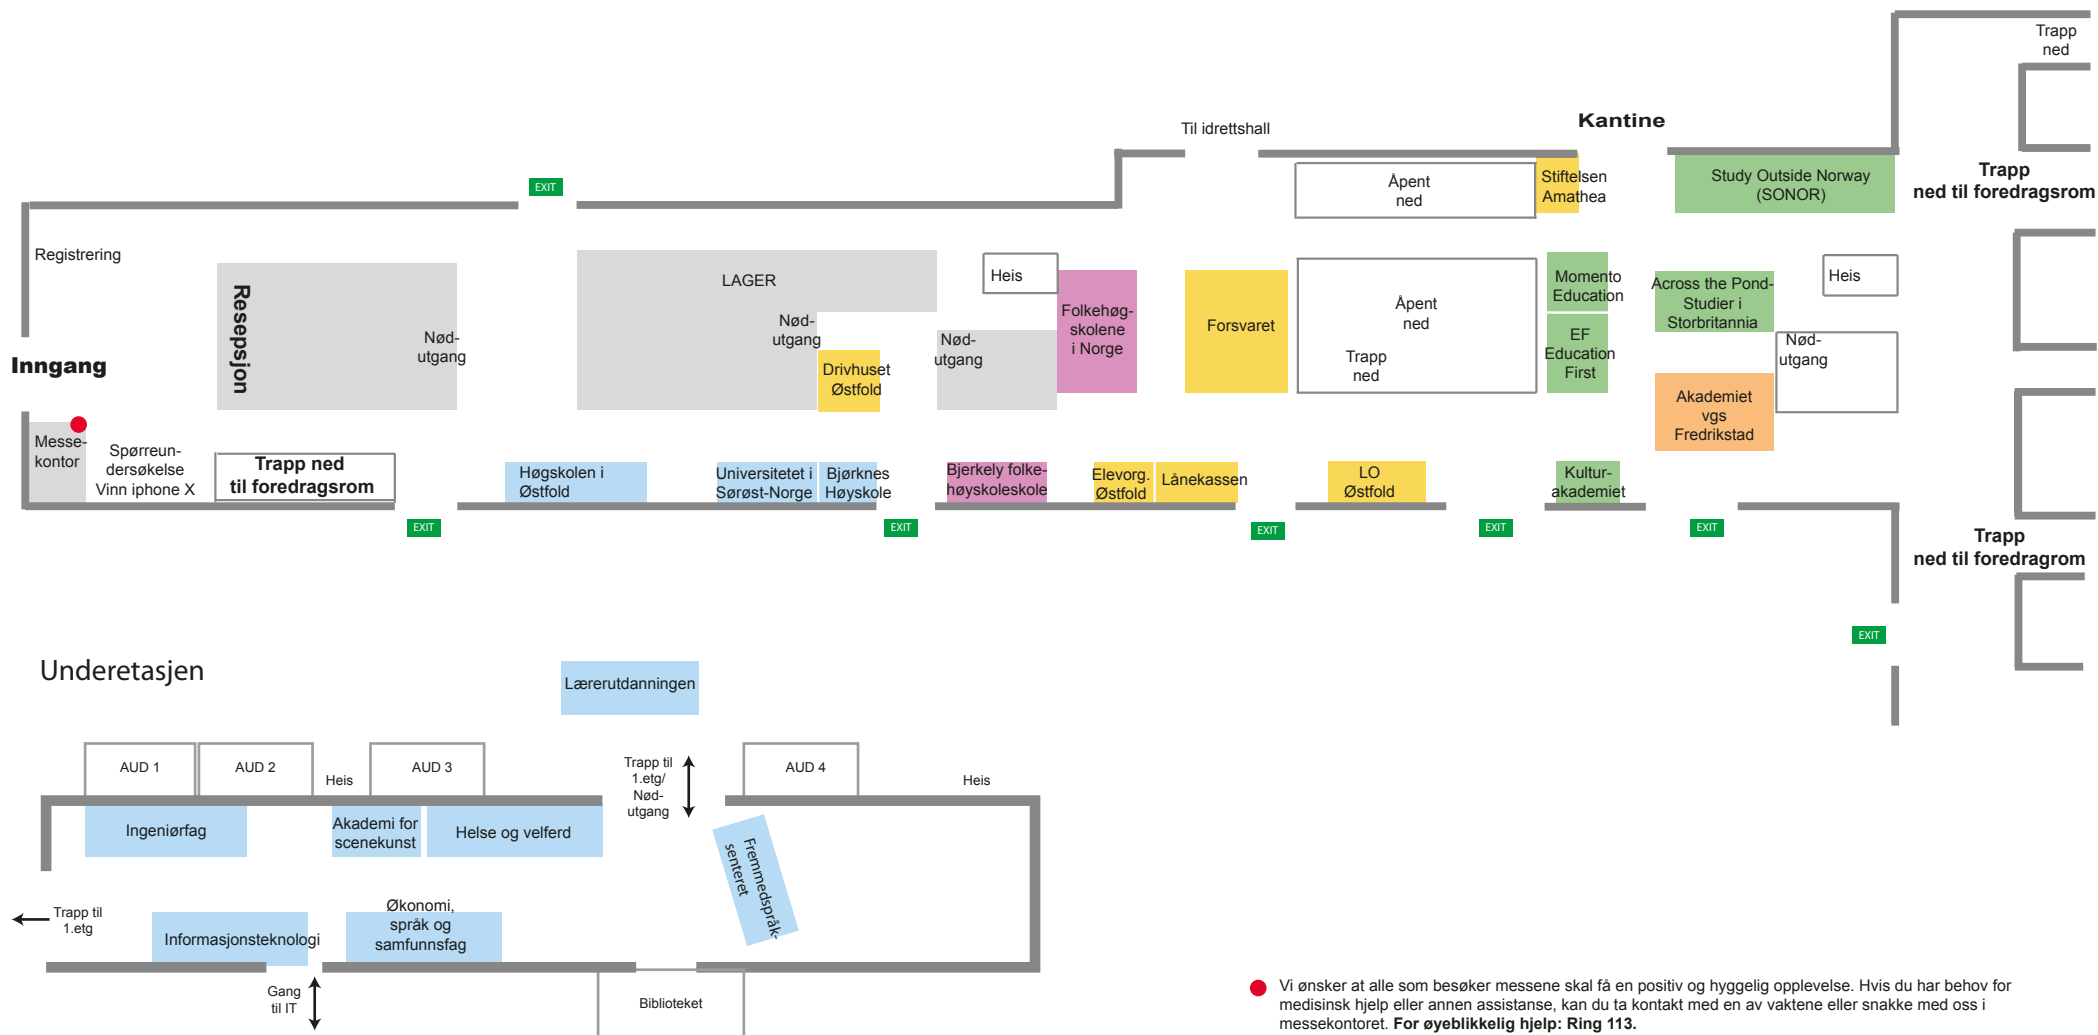 Trapp
ned
Kantine
Til idrettshall
Trapp
ned til foredragsrom
Study Outside Norway
(SONOR)
Stiftelsen
Amathea
Åpent
ned
EXIT
Registrering
Resepsjon
Nød-
utgang
LAGER
Nød-
utgang
Drivhuset
Østfold
Nød-
utgang
Heis
Folkehøg-
skolene
i Norge
Forsvaret
Åpent
ned
Trapp
ned
Momento
Education
EF
Education
First
Across the Pond-
Studier i
Storbritannia
Heis
Nød-
utgang
Akademiet
vgs
Fredrikstad
Inngang
Messe-
kontor
Spørreun-
dersøkelse
Vinn iphone X
Trapp ned
til foredragsrom
Høgskolen i
Østfold
Universitetet i
Sørøst-Norge
Bjørknes
Høyskole
Bjerkely folke-
høyskoleskole
Elevorg.
Østfold
Lånekassen
LO
Østfold
Kultur-
akademiet
EXIT
EXIT
EXIT
EXIT
EXIT
Trapp
ned til foredragrom
EXIT
Underetasjen
Lærerutdanningen
AUD 1
AUD 2
Heis
AUD 3
Trapp til
1.etg/
Nød-
utgang
AUD 4
Heis
Ingeniørfag
Akademi for
scenekunst
Helse og velferd
Fremmedspråk-
senteret
Trapp til
1.etg
Informasjonsteknologi
Økonomi,
språk og
samfunnsfag
Gang
til IT
Biblioteket
Vi ønsker at alle som besøker messene skal få en positiv og hyggelig opplevelse. Hvis du har behov for
medisinsk hjelp eller annen assistanse, kan du ta kontakt med en av vaktene eller snakke med oss i
messekontoret. For øyeblikkelig hjelp: Ring 113.